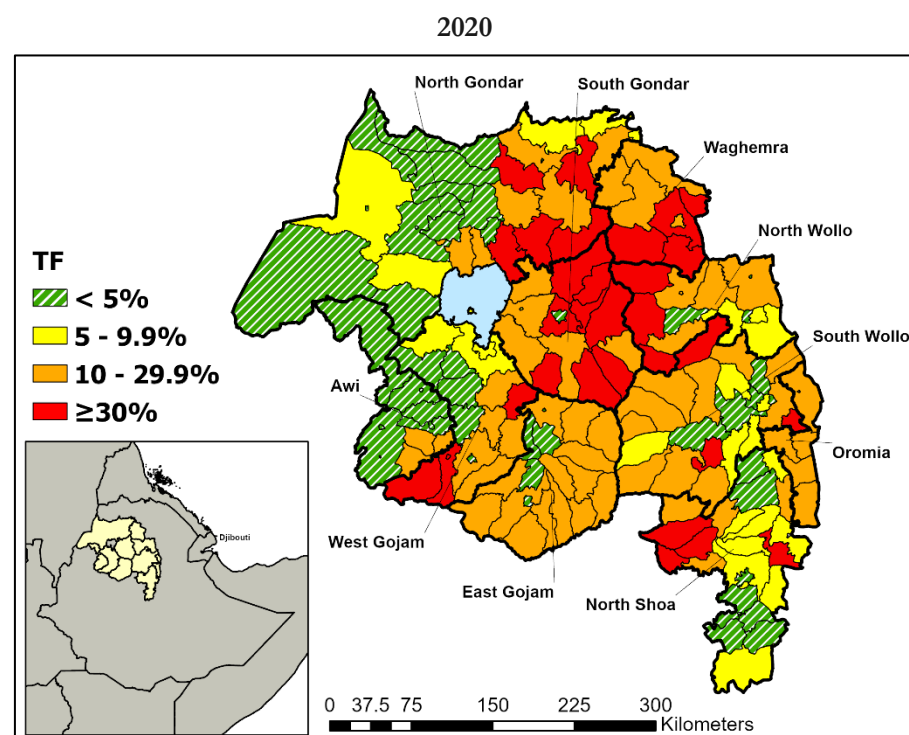 2020
North Gondar
South Gondar
Waghemra
North Wollo
South Wollo
Awi
Oromia
West Gojam
East Gojam
North Shoa
TF
< 5%
5 - 9.9%
10 - 29.9%
≥30%
Djibouti
0 37.5 75 150 225 300
Kilometers